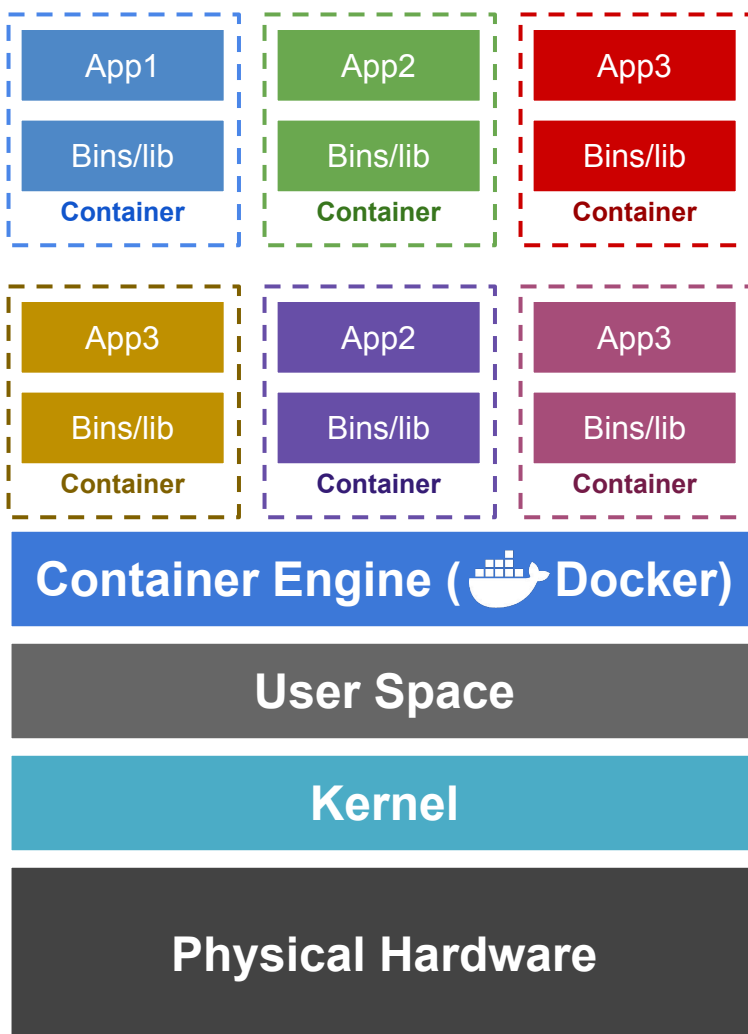 App1 App2 App3
Bins/lib Bins/lib Bins/lib
Container Container Container
App3 App2 App3
Bins/lib Bins/lib Bins/lib
Container Container Container
Container Engine ( Docker)
User Space
Kernel
Physical Hardware